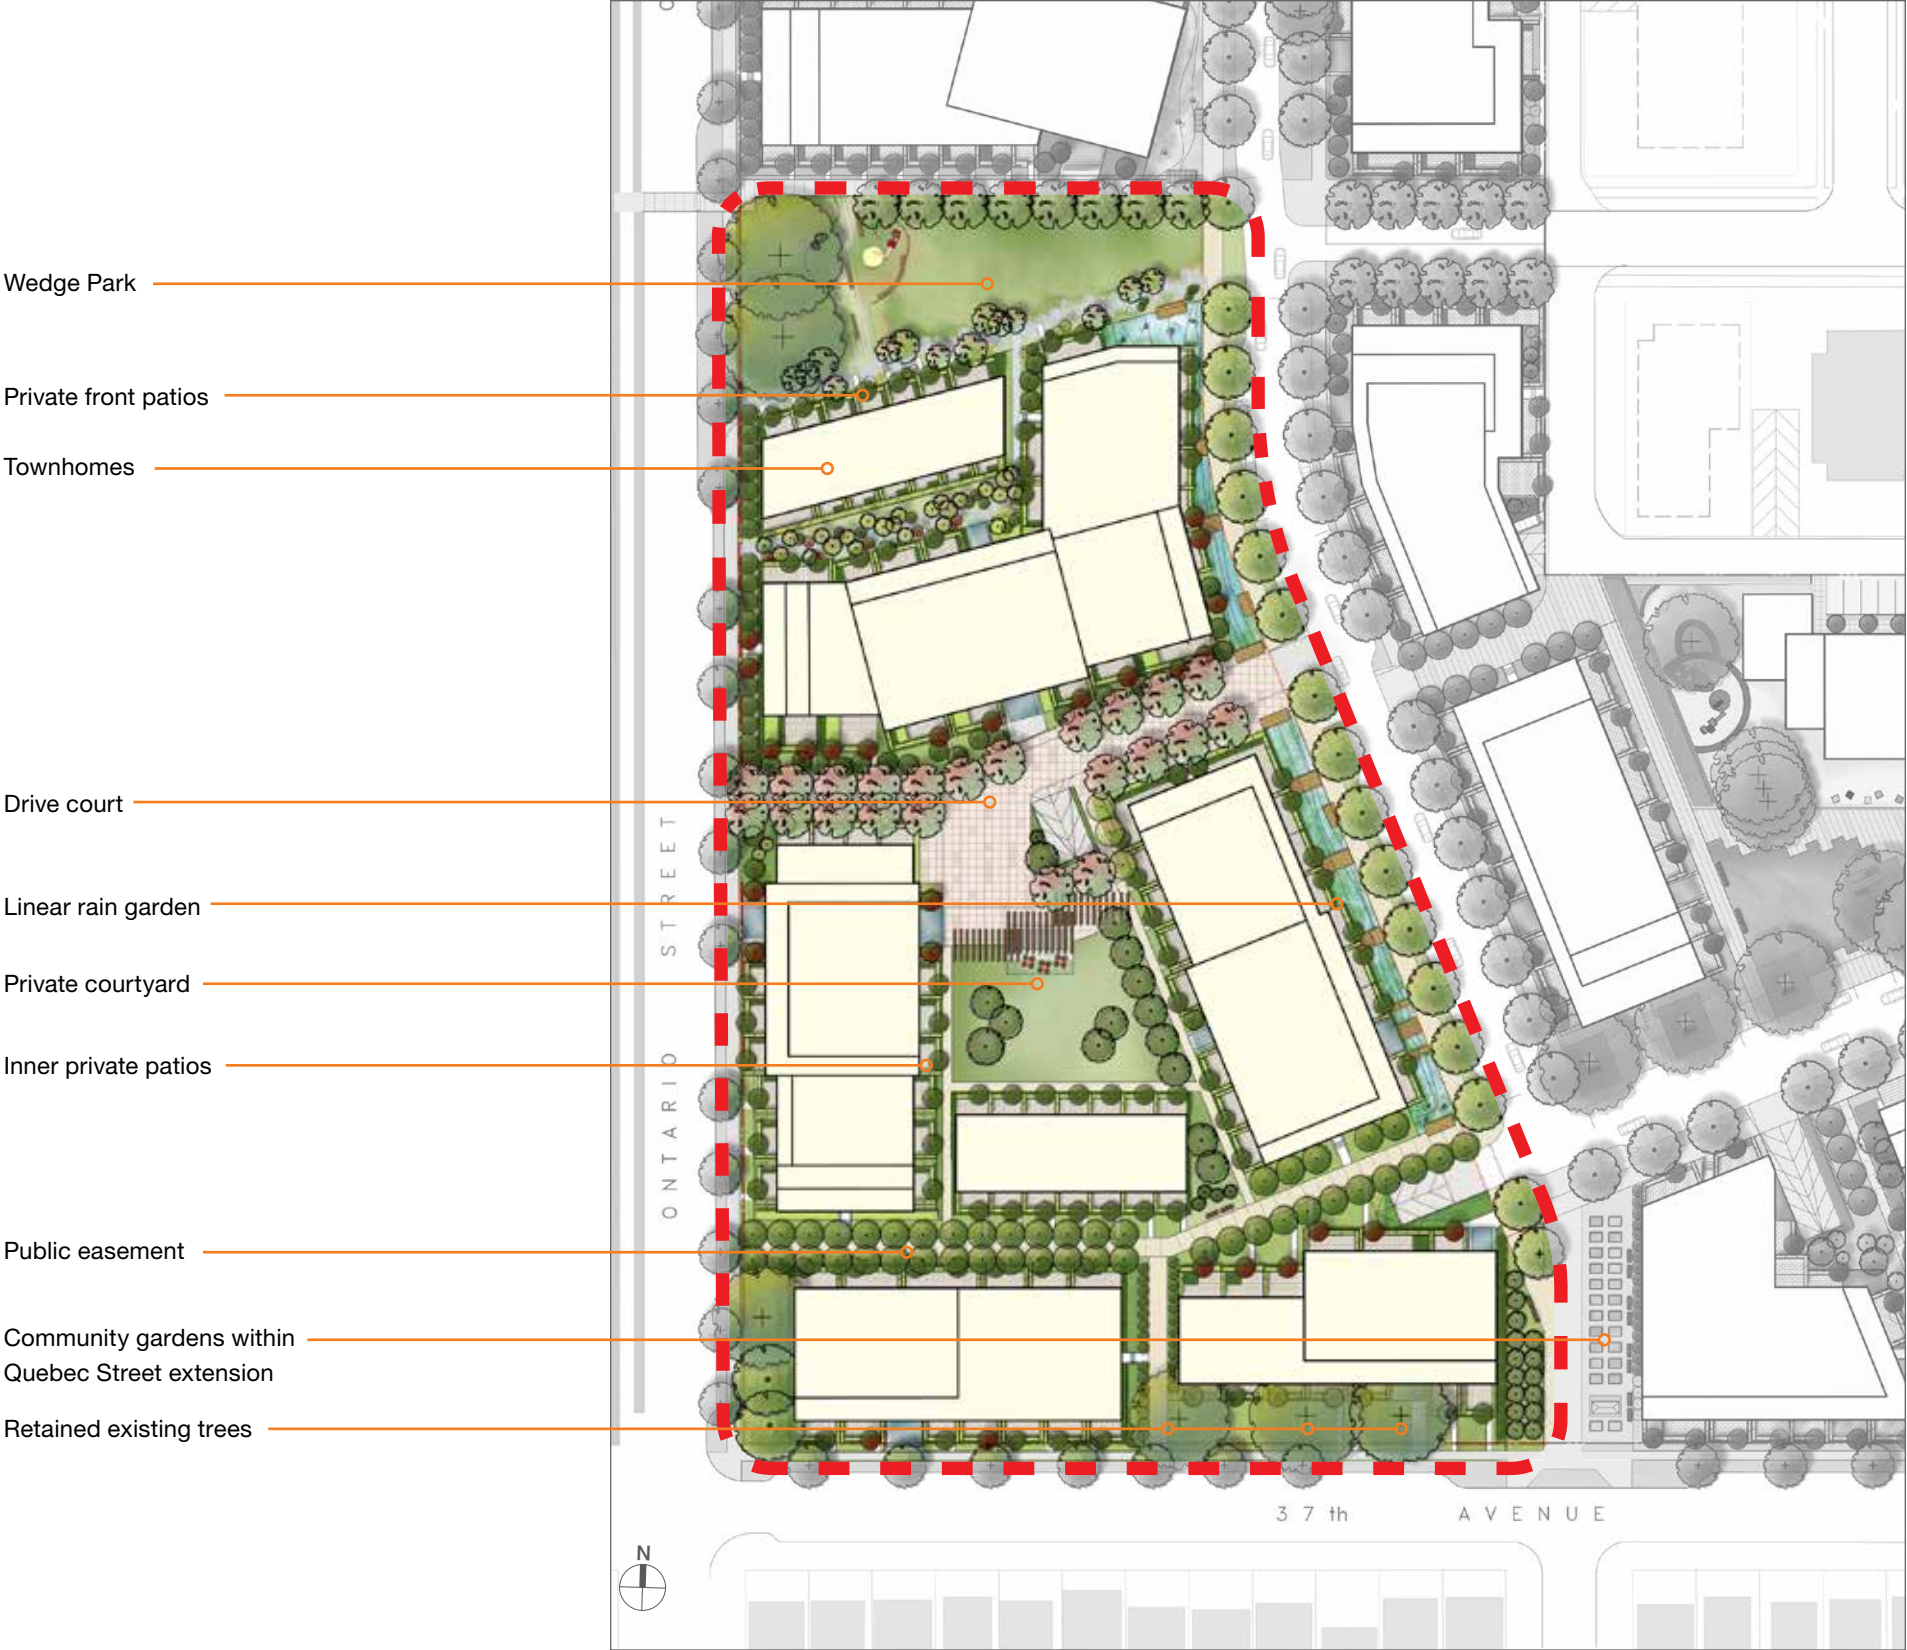 Wedge Park
Private front patios
Townhomes
Drive court
Linear rain garden
Private courtyard
Inner private patios
Public easement
Community gardens within
Quebec Street extension
Retained existing trees
ONTARIO STREET
37th AVENUE
N